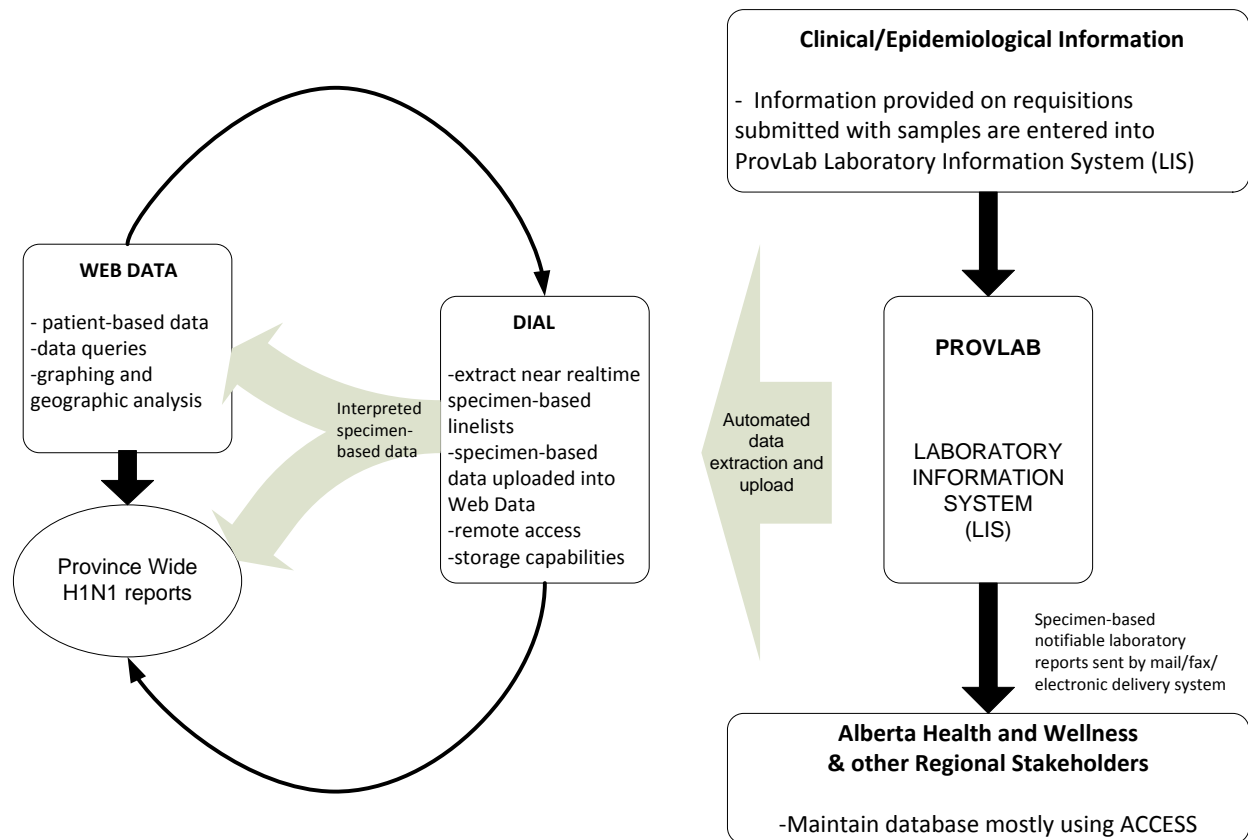 Clinical/Epidemiological Information
-  Information provided on requisitions
submitted with samples are entered into
ProvLab Laboratory Information System (LIS)
WEB DATA
- patient-based data
-data queries
-graphing and
geographic analysis
Interpreted
specimen-
based data
DIAL
-extract near realtime
specimen-based
linelists
-specimen-based
data uploaded into
Web Data
-remote access
-storage capabilities
Automated
data
extraction and
upload
PROVLAB
LABORATORY
INFORMATION
SYSTEM
(LIS)
Province Wide
H1N1 reports
Specimen-based
notifiable laboratory
reports sent by mail/fax/
electronic delivery system
Alberta Health and Wellness
& other Regional Stakeholders
-Maintain database mostly using ACCESS